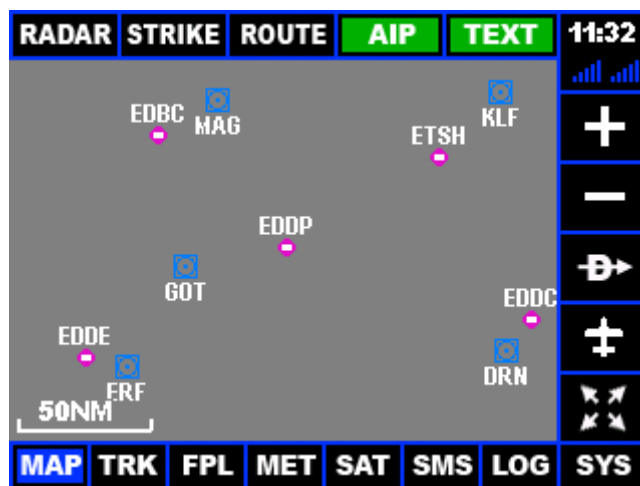 RADAR STRIKE ROUTE AIP TEXT 11:32
EDBC MAG KLF
ETSH
EDDP
GOT
EDDC
EDDE
DRN
ERF
50NM
MAP TRK FPL MET SAT SMS LOG SYS